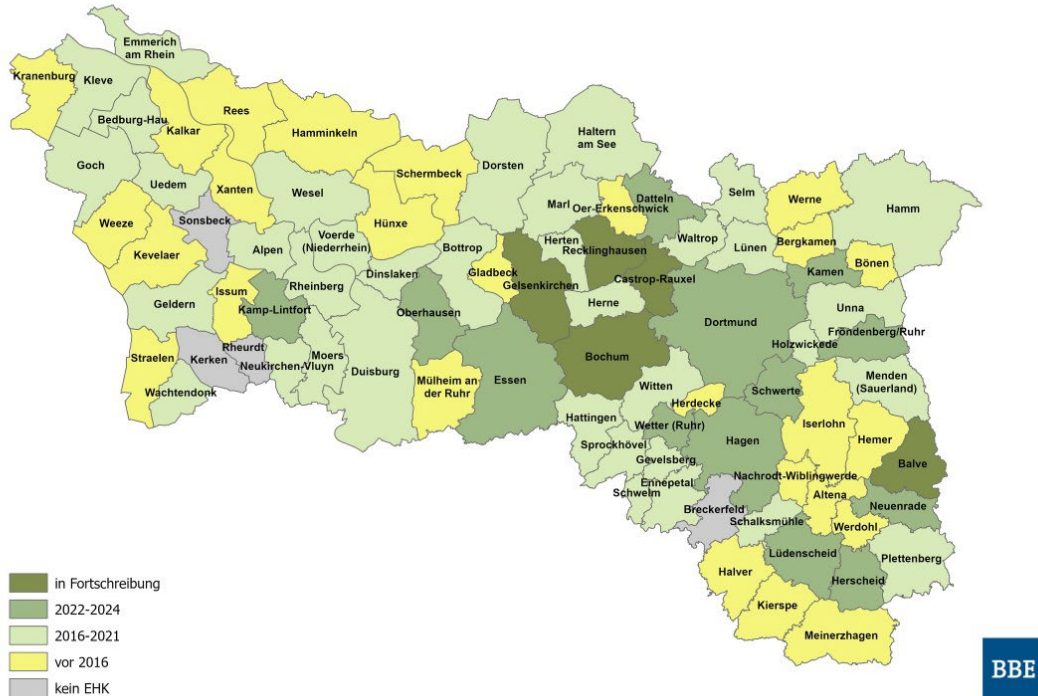 Emmerich
am Rhein
Kranenburg
Kleve
Bedburg-Hau
Kalkar
Rees
Hamminkeln
Goch
Uedem
Xanten
Wesel
Schermbeck
Dorsten
Haltern
am See
Weeze
Sonsbeck
Kevelaer
Alpen
Voerde
(Niederrhein)
Hünxe
Marl
Oer-Erkenschwick
Datteln
Selm
Werne
Hamm
Bottrop
Herten
Recklinghausen
Waltrop
Lünen
Bergkamen
Bönen
Dinslaken
Gladbeck
Gelsenkirchen
Castrop-Rauxel
Kamen
Geldern
Issum
Rheinberg
Kamp-Lintfort
Oberhausen
Herne
Dortmund
Unna
Fröndenberg/Ruhr
Holzwickede
Straelen
Kerken
Rheurdt
Neukirchen-Vluyn
Moers
Duisburg
Bochum
Essen
Mülheim an
der Ruhr
Wachtendonk
Witten
Herdecke
Schwerte
Menden
(Sauerland)
Hattingen
Wetter (Ruhr)
Hagen
Iserlohn
Hemer
Sprockhövel
Gevelsberg
Ennepetal
Schwelm
Nachrodt-Wiblingwerde
Balve
Altena
Neuenrade
Breckerfeld
Schalksmühle
Werdohl
Lüdenscheid
Plettenberg
Halver
Herscheid
Kierspe
Meinerzhagen
in Fortschreibung
2022-2024
2016-2021
vor 2016
kein EHK
BBE